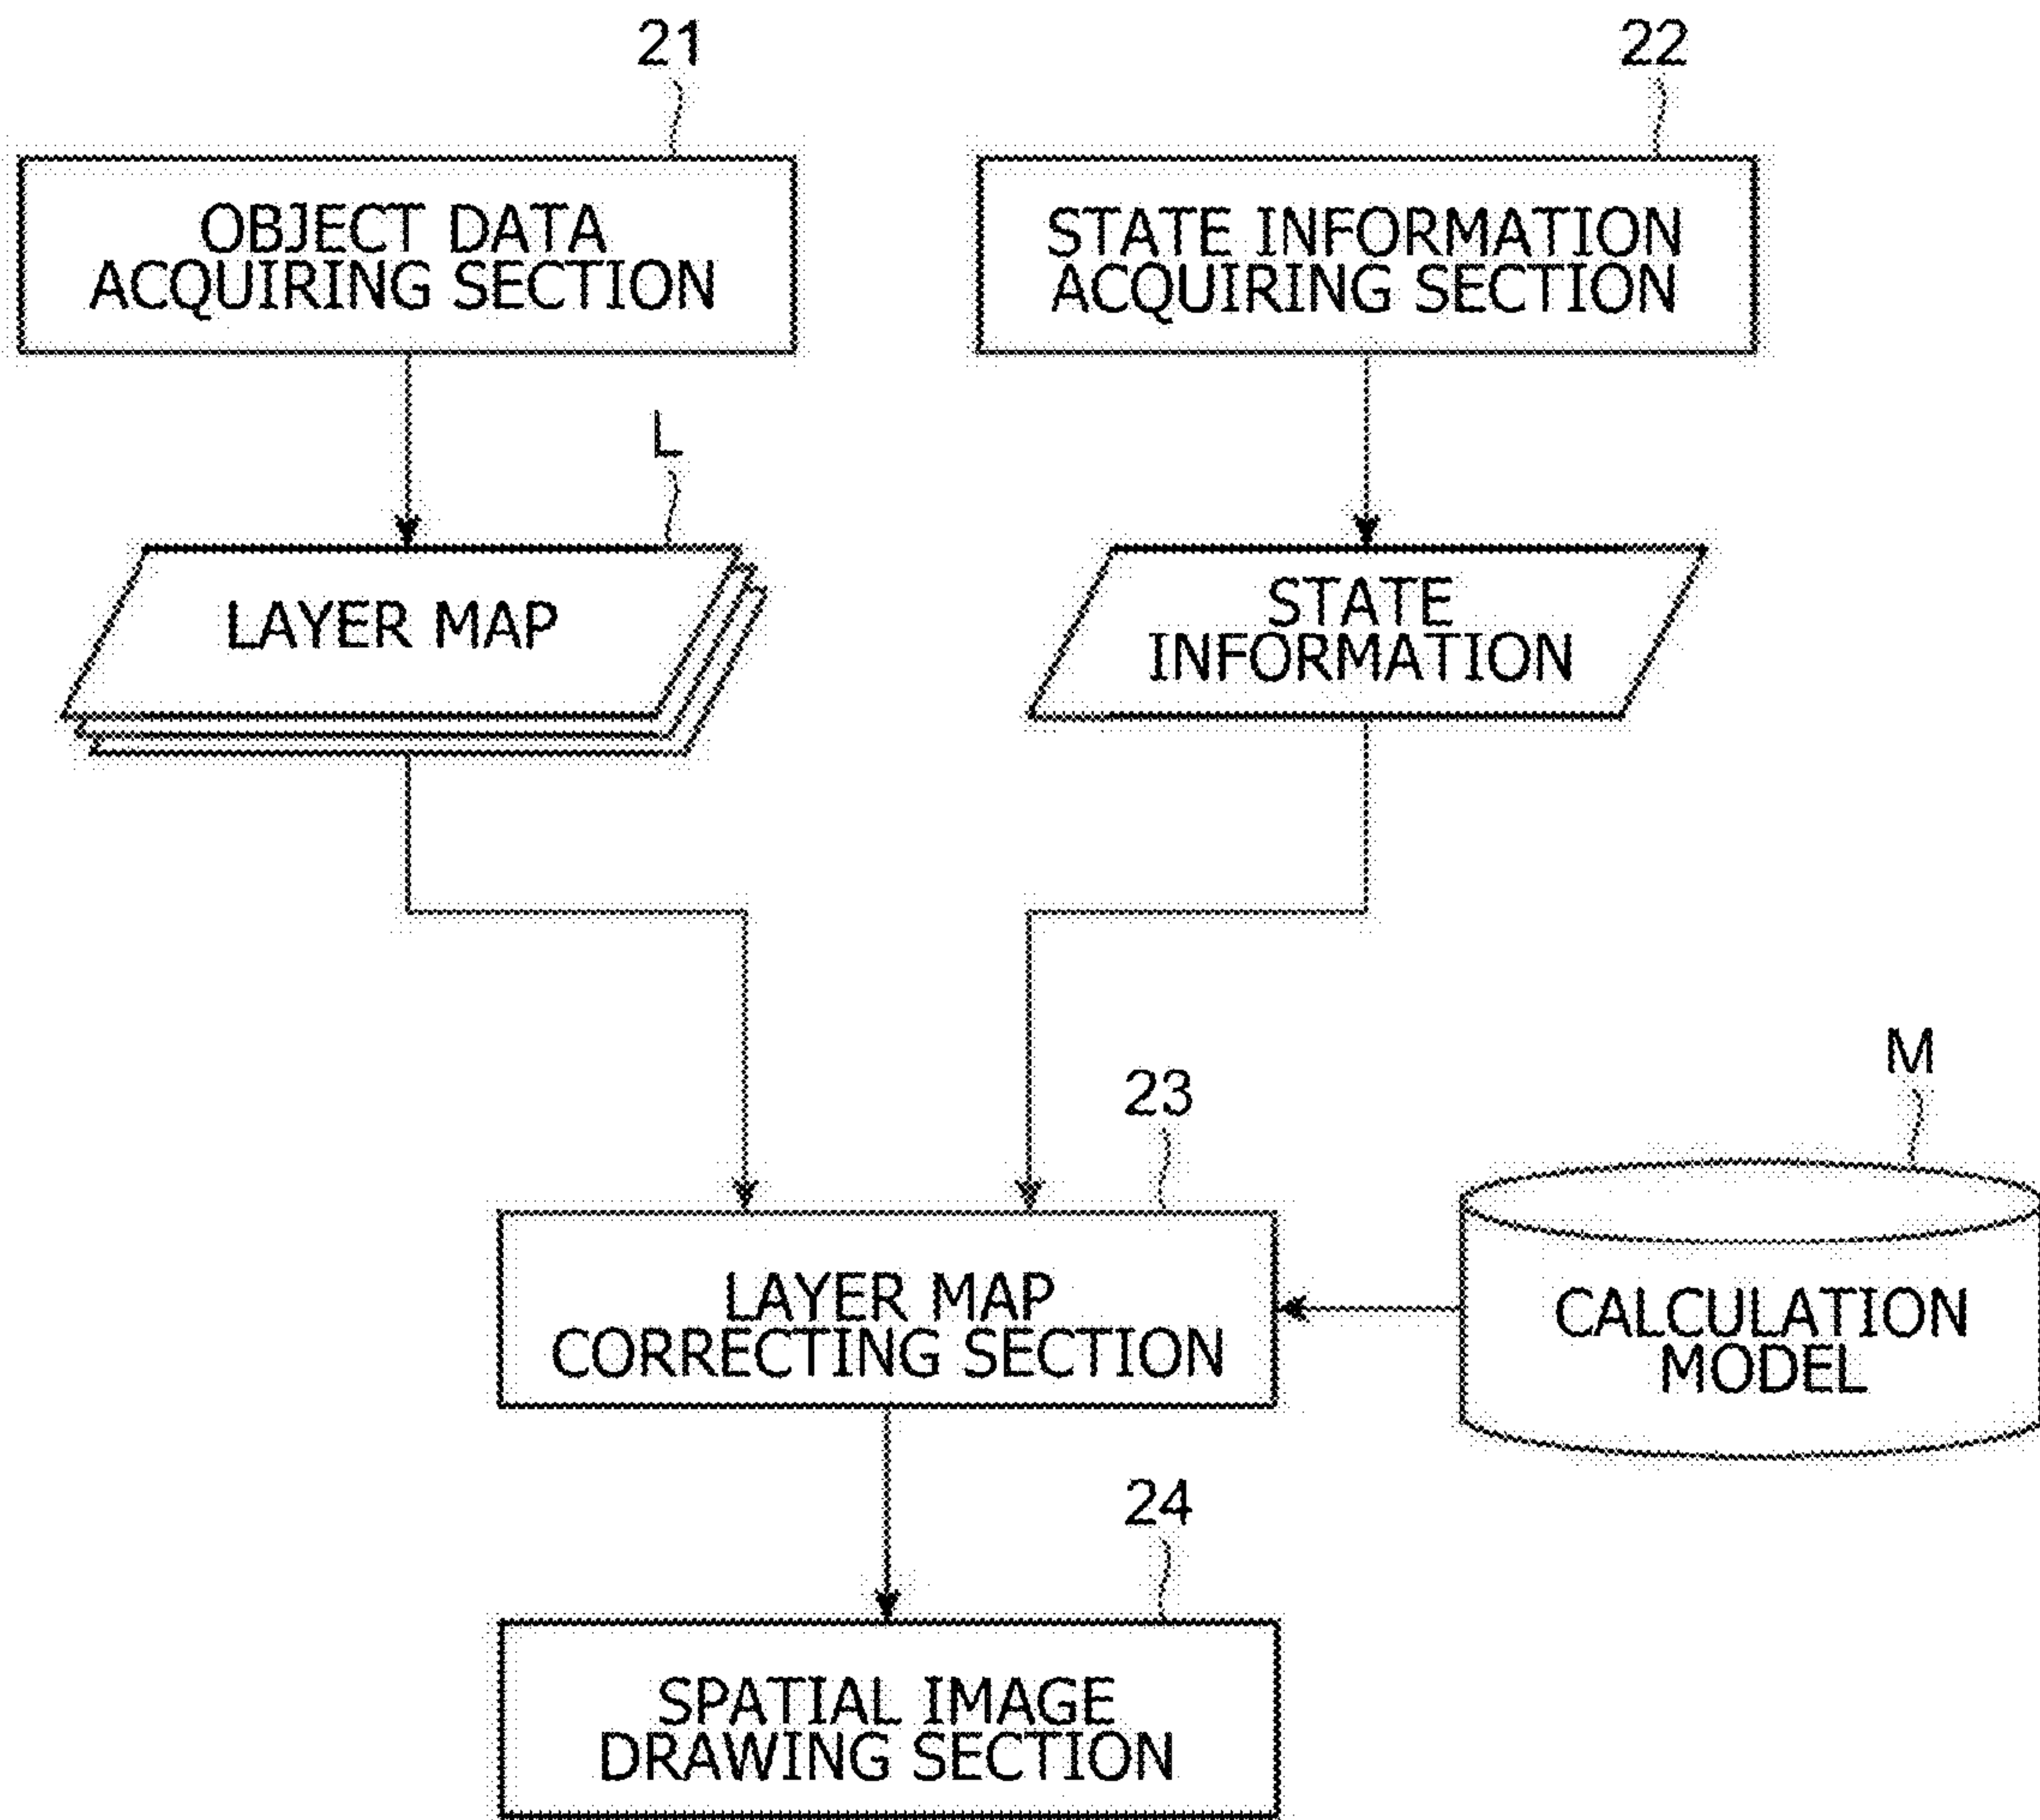 21
22
OBJECT DATA
ACQUIRING SECTION
STATE INFORMATION
ACQUIRING SECTION
L
LAYER MAP
STATE
INFORMATION
23
M
LAYER MAP
CORRECTING SECTION
CALCULATION
MODEL
24
SPATIAL IMAGE
DRAWING SECTION